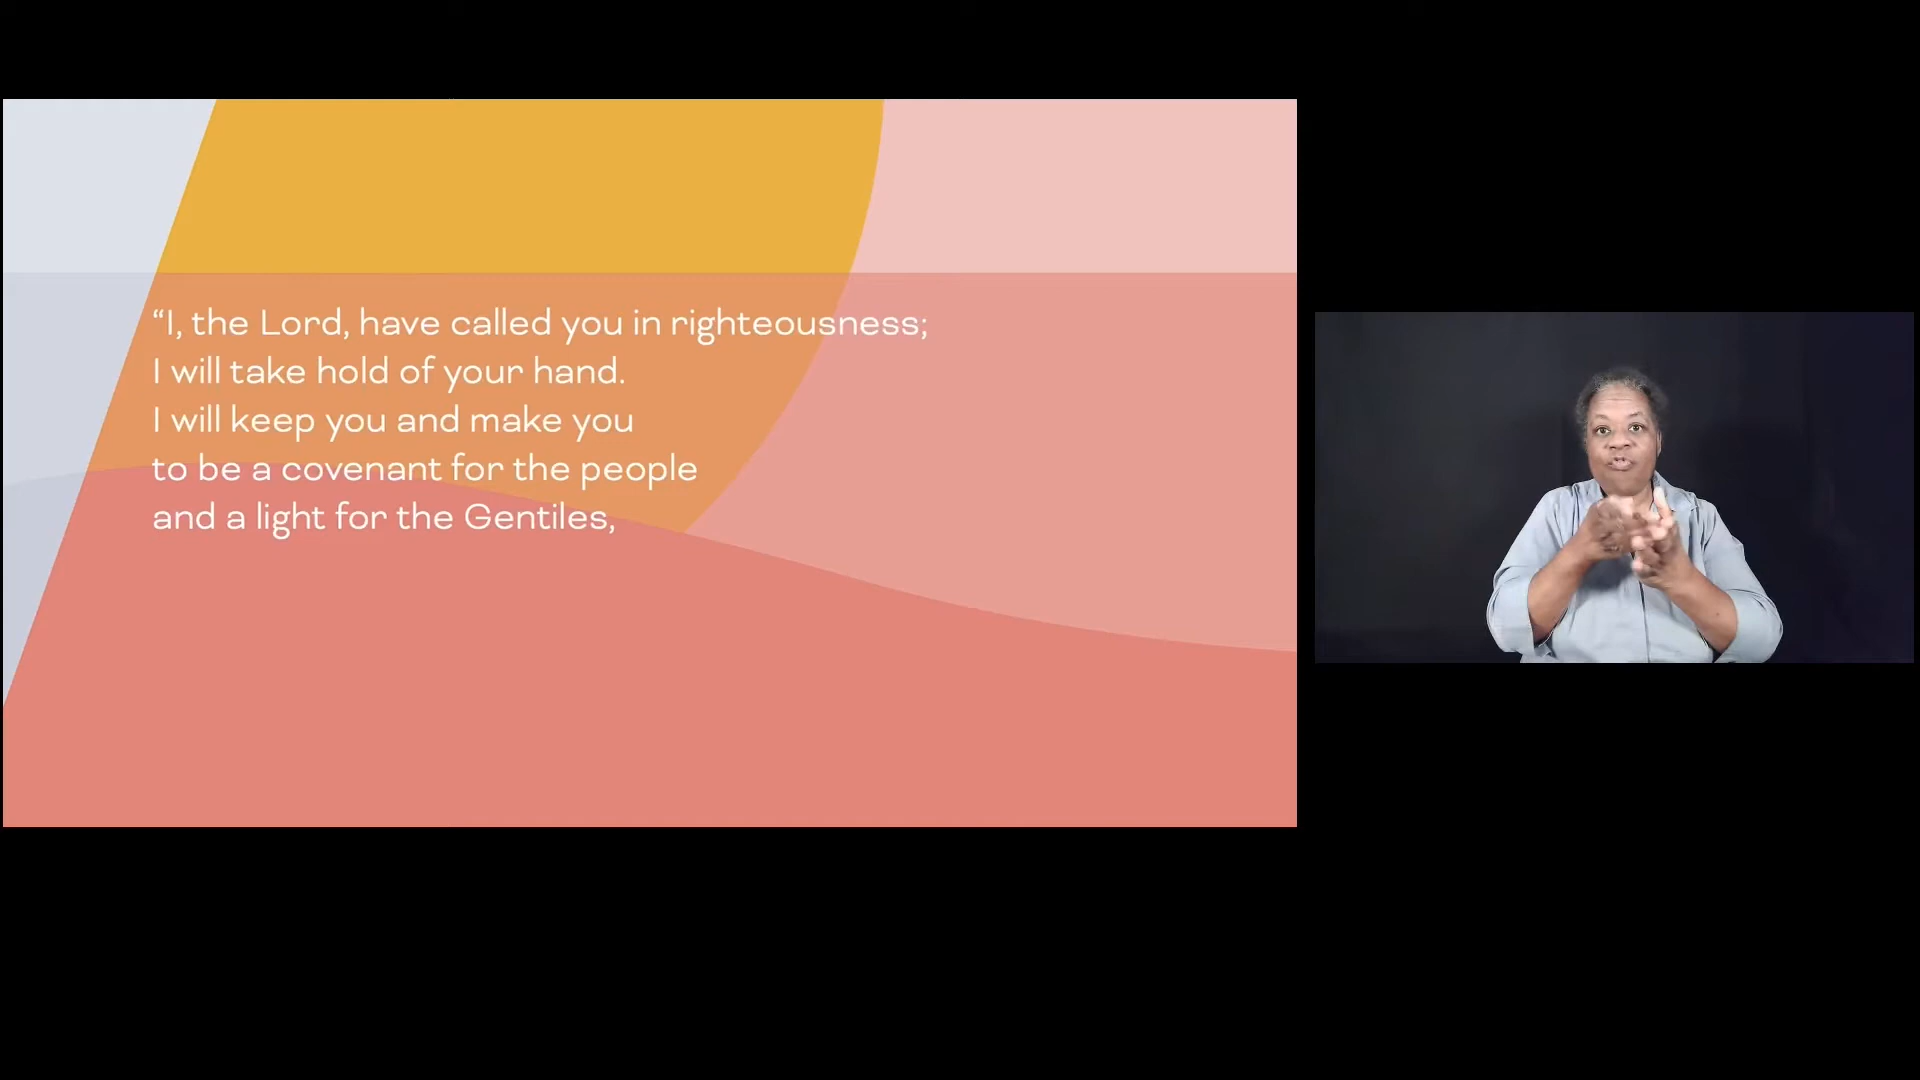 “I, the Lord, have called you in righteousness;
I will take hold of your hand.
I will keep you and make you
to be a covenant for the people
and a light for the Gentiles,